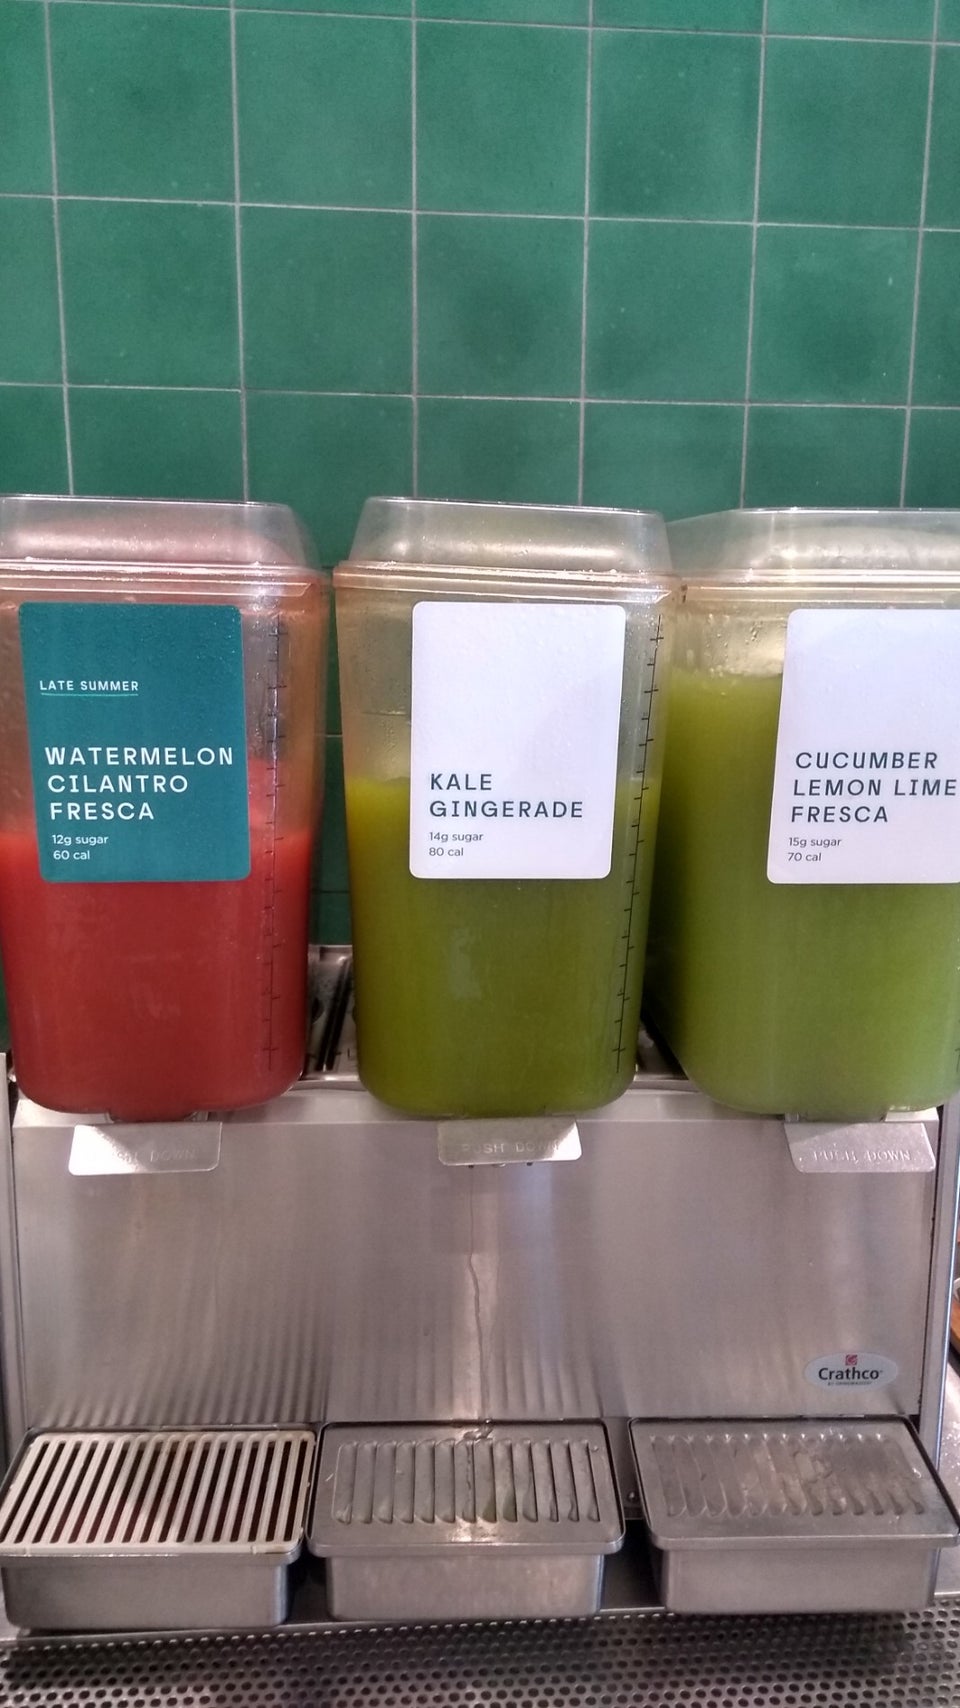 LATE SUMMER
WATERMELON
CILANTRO
FRESCA
12g sugar
60 cal
KALE
GINGERADE
14g sugar
80 cal
CUCUMBER
LEMON LIME
FRESCA
15g sugar
70 cal
DOWN
PUSH DOWN
PUSH DOWN
Crathco